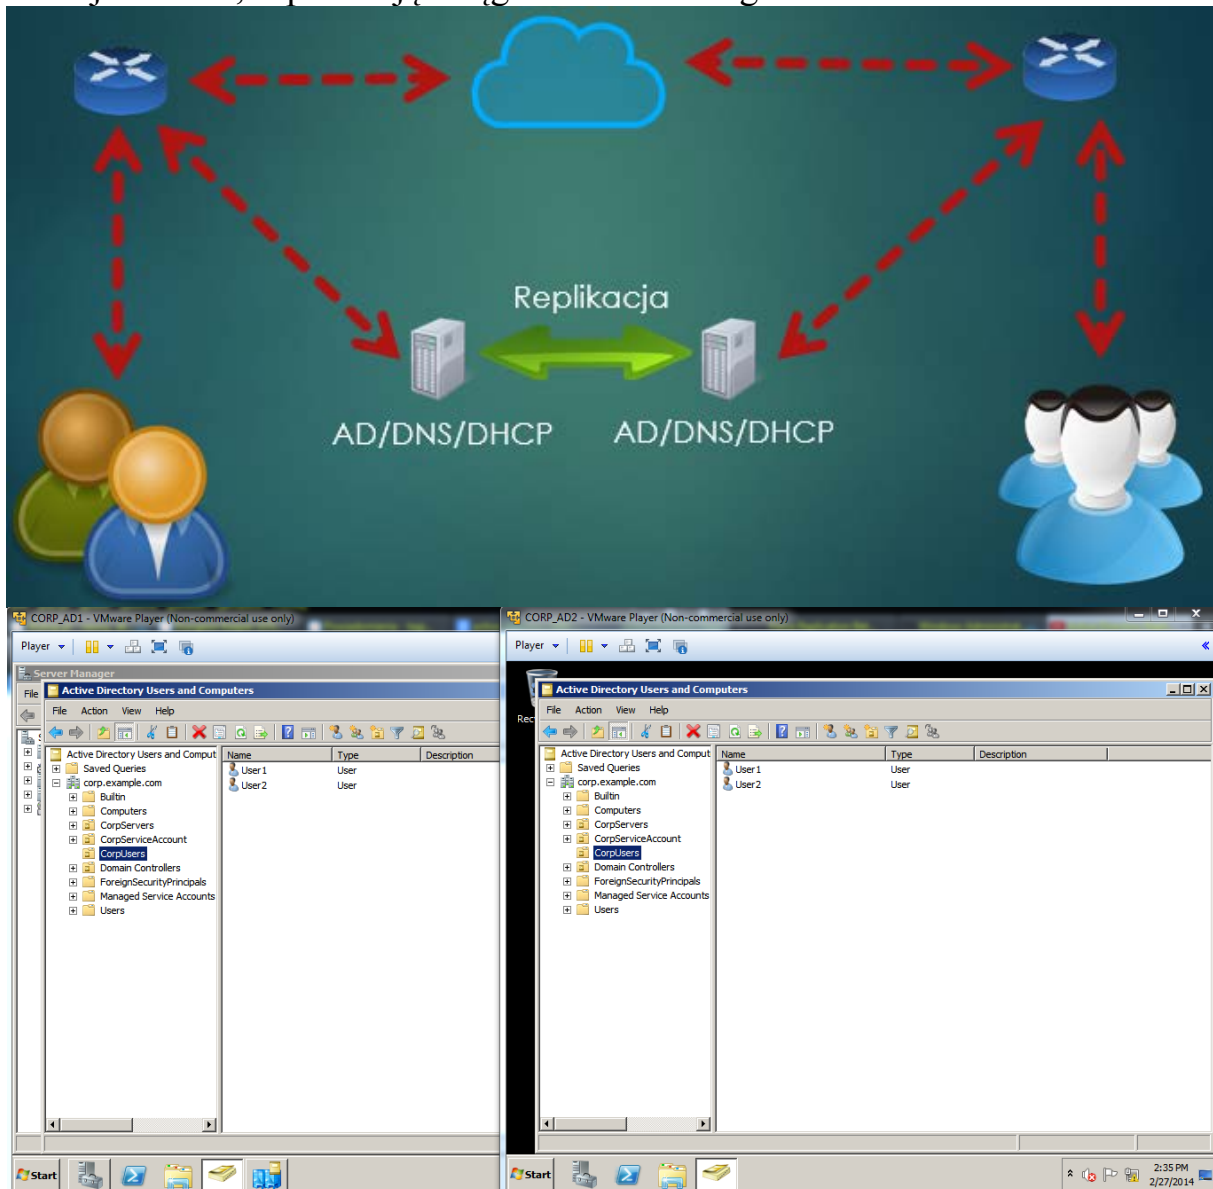 Replikacja
AD/DNS/DHCP
AD/DNS/DHCP
CORP_AD1 - VMware Player (Non-commercial use only)
Player
Server Manager
File
Active Directory Users and Computers
File Action View Help
Active Directory Users and Comput
Saved Queries
corp.example.com
Builtin
Computers
CorpServers
CorpServiceAccount
CorpUsers
Domain Controllers
ForeignSecurityPrincipals
Managed Service Accounts
Users
Name Type Description
User1 User
User2 User
Start
CORP_AD2 - VMware Player (Non-commercial use only)
Player
Rec
Active Directory Users and Computers
File Action View Help
Active Directory Users and Comput
Saved Queries
corp.example.com
Builtin
Computers
CorpServers
CorpServiceAccount
CorpUsers
Domain Controllers
ForeignSecurityPrincipals
Managed Service Accounts
Users
Name Type Description
User1 User
User2 User
Start
2:35 PM
2/27/2014